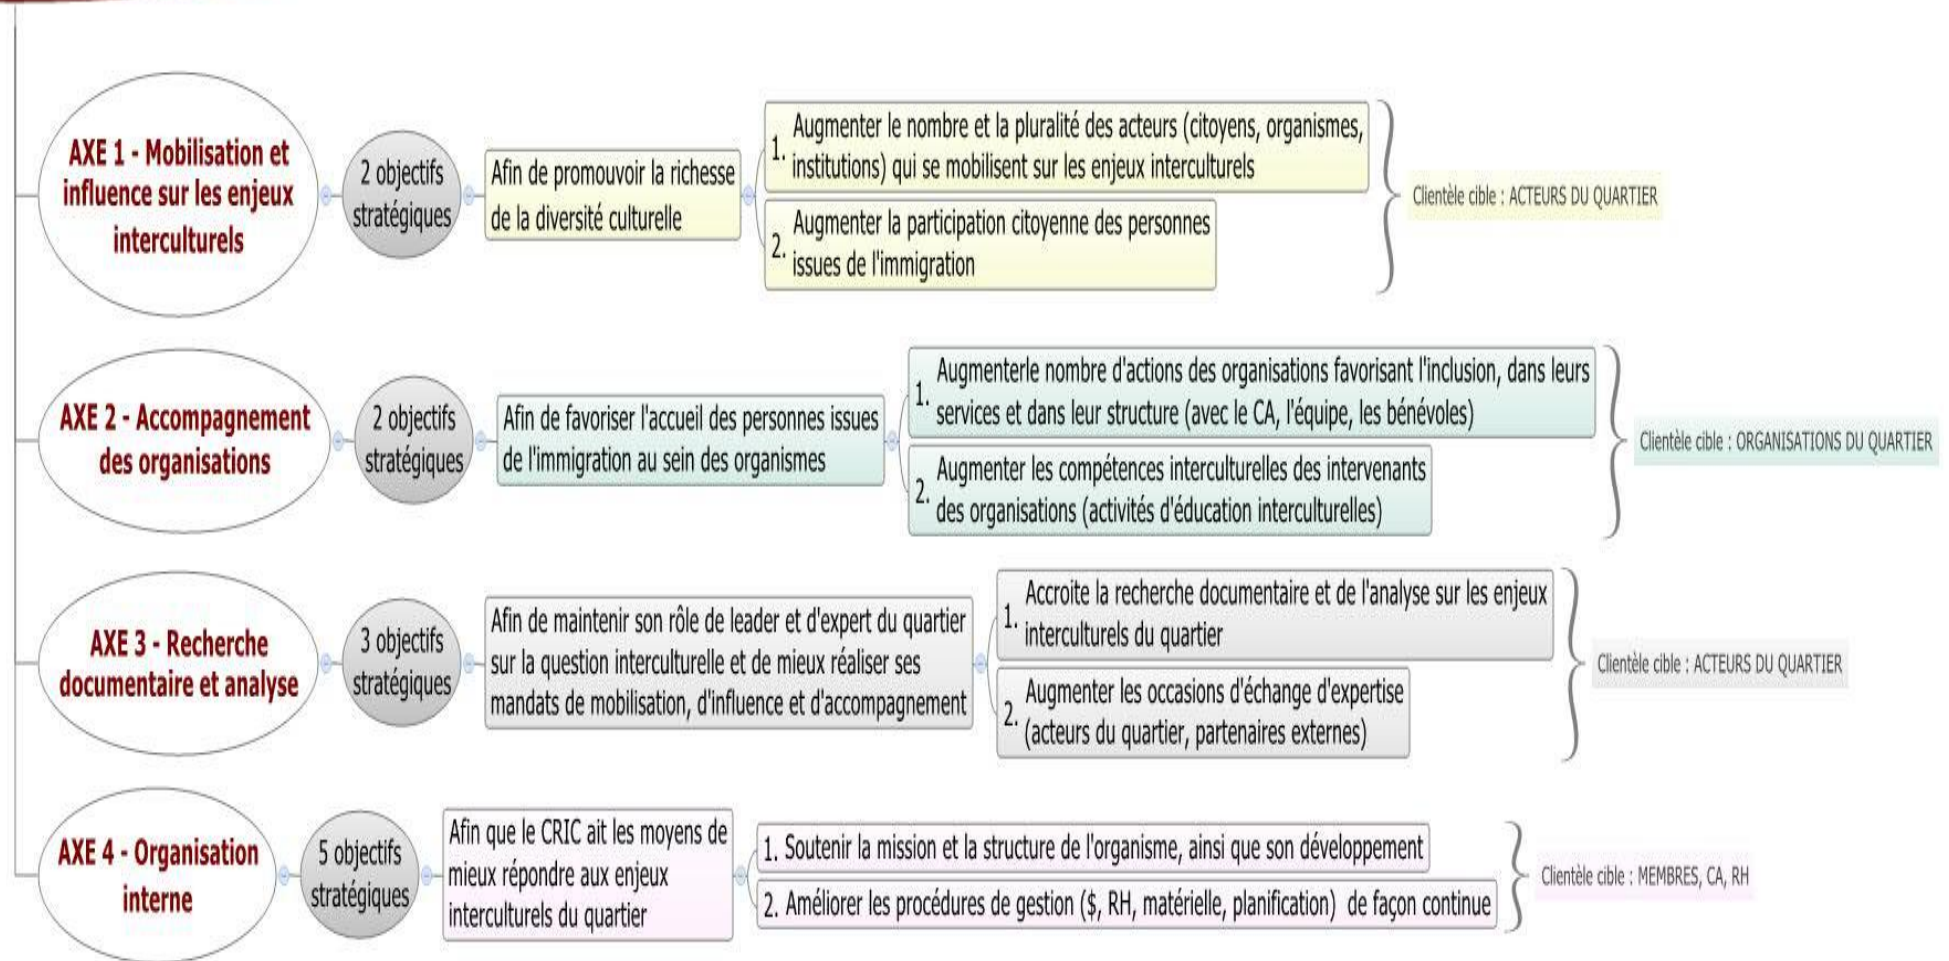 AXE 1 - Mobilisation et
influence sur les enjeux
interculturels
2 objectifs
stratégiques
Afin de promouvoir la richesse
de la diversité culturelle
1. Augmenter le nombre et la pluralité des acteurs (citoyens, organismes,
institutions) qui se mobilisent sur les enjeux interculturels
2. Augmenter la participation citoyenne des personnes
issues de l'immigration
Clientèle cible : ACTEURS DU QUARTIER
AXE 2 - Accompagnement
des organisations
2 objectifs
stratégiques
Afin de favoriser l'accueil des personnes issues
de l'immigration au sein des organismes
1. Augmenterle nombre d'actions des organisations favorisant l'inclusion, dans leurs
services et dans leur structure (avec le CA, l'équipe, les bénévoles)
2. Augmenter les compétences interculturelles des intervenants
des organisations (activités d'éducation interculturelles)
Clientèle cible : ORGANISATIONS DU QUARTIER
AXE 3 - Recherche
documentaire et analyse
3 objectifs
stratégiques
Afin de maintenir son rôle de leader et d'expert du quartier
sur la question interculturelle et de mieux réaliser ses
mandats de mobilisation, d'influence et d'accompagnement
1. Accroite la recherche documentaire et de l'analyse sur les enjeux
interculturels du quartier
2. Augmenter les occasions d'échange d'expertise
(acteurs du quartier, partenaires externes)
Clientèle cible : ACTEURS DU QUARTIER
AXE 4 - Organisation
interne
5 objectifs
stratégiques
Afin que le CRIC ait les moyens de
mieux répondre aux enjeux
interculturels du quartier
1. Soutenir la mission et la structure de l'organisme, ainsi que son développement
2. Améliorer les procédures de gestion ($, RH, matérielle, planification) de façon continue
Clientèle cible : MEMBRES, CA, RH